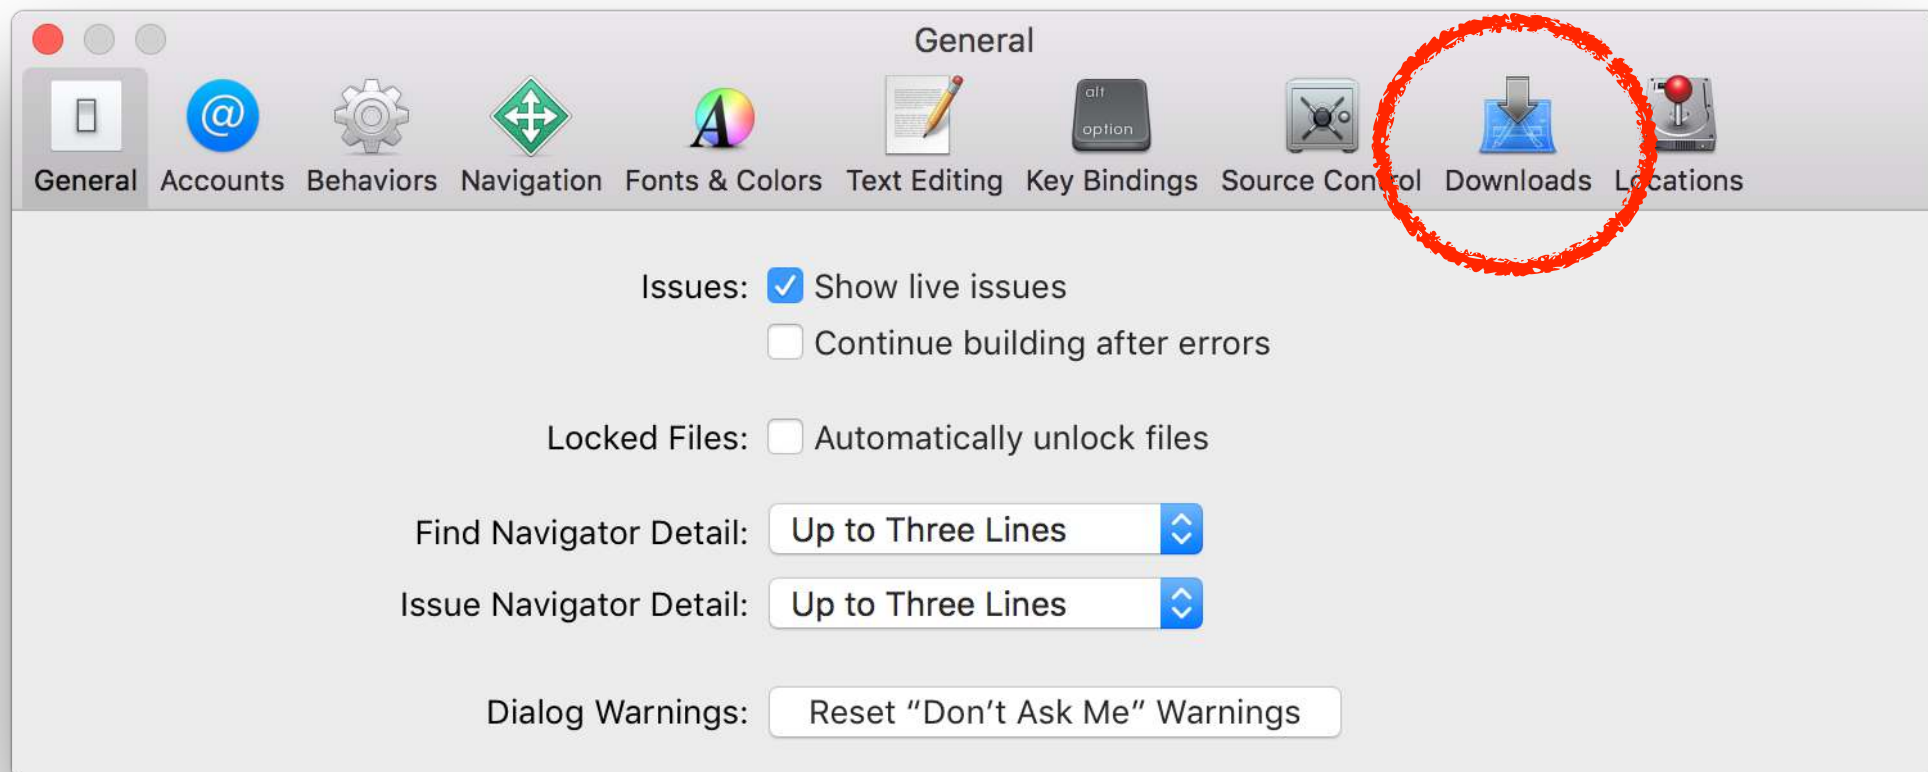 General
alt
option
General Accounts Behaviors Navigation Fonts & Colors Text Editing Key Bindings Source Control Downloads Locations
Issues: Show live issues
Continue building after errors
Locked Files: Automatically unlock files
Find Navigator Detail: Up to Three Lines
Issue Navigator Detail: Up to Three Lines
Dialog Warnings: Reset “Don’t Ask Me” Warnings